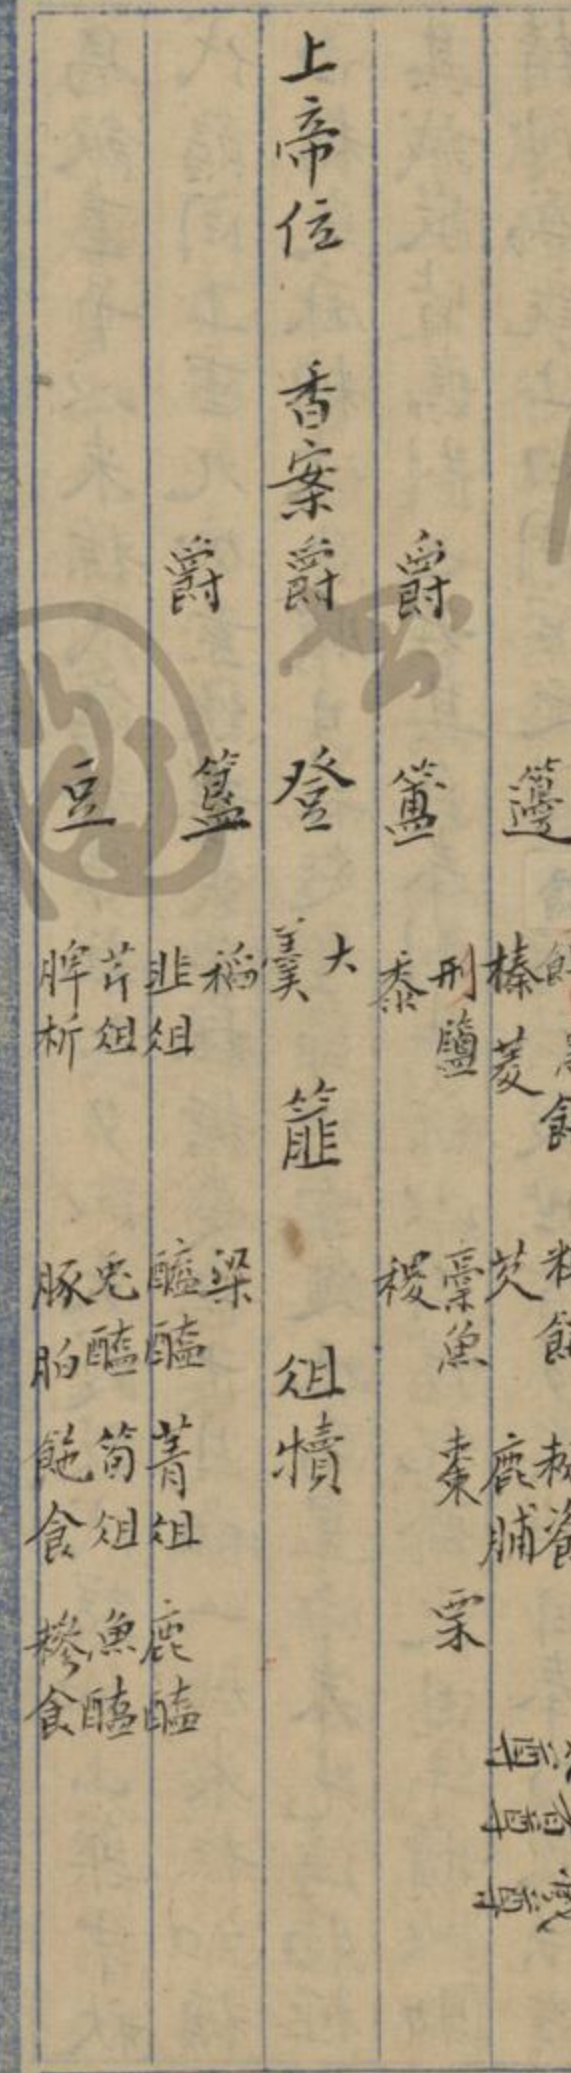 籩
榛 菱
芡 鹿脯
簠
刑鹽 槀魚 棗 栗
黍 稷
爵
上帝位 香案 爵 登 大羹 篚 俎 犢
爵
簋
稻 梁
豆
韭俎 醓醢 菁俎 鹿醢
芹俎 兎醢 筍俎 魚醢
脾析 豚胉 飽食 糝食